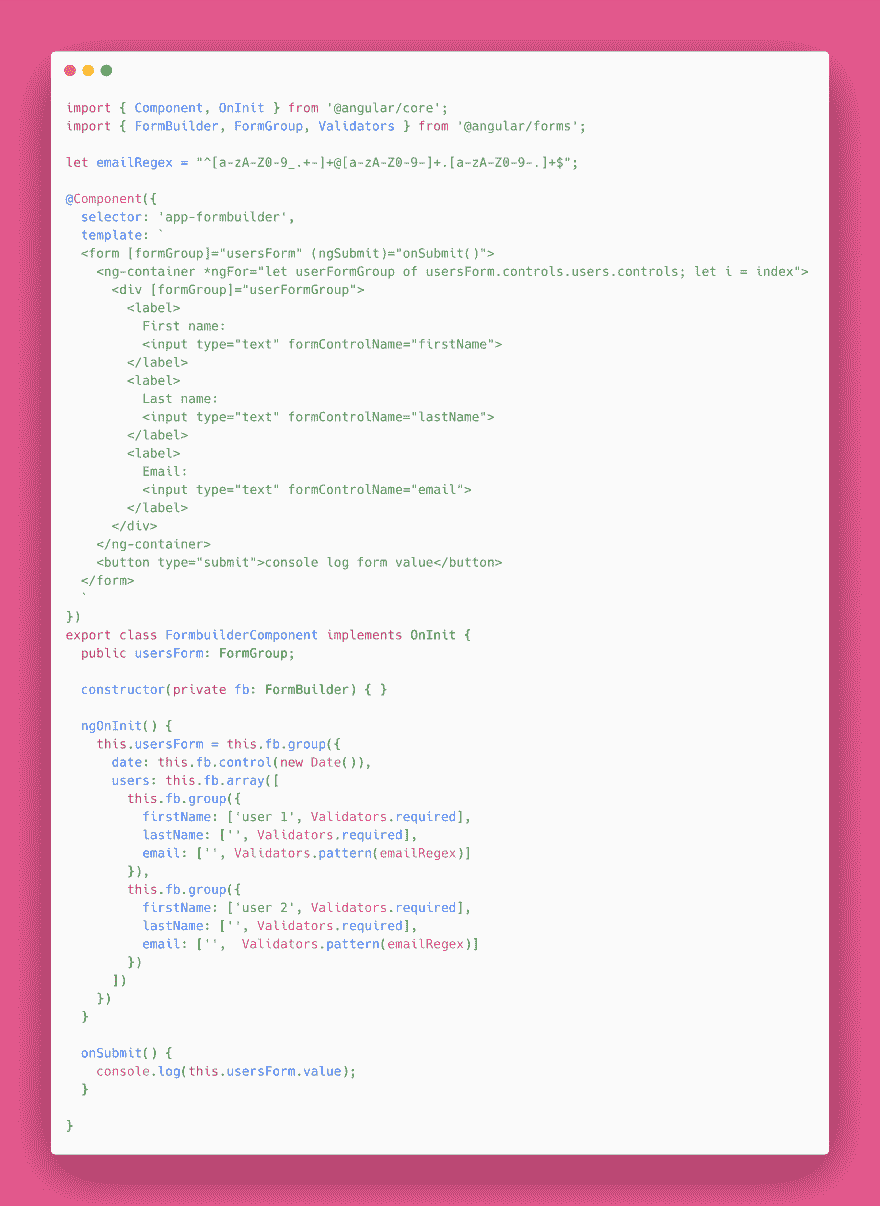 import { Component, OnInit } from '@angular/core';
import { FormBuilder, FormGroup, Validators } from '@angular/forms';

let emailRegex = "^[a-zA-Z0-9_.+-]+@[a-zA-Z0-9-]+.[a-zA-Z0-9-.]+$";

@Component({
  selector: 'app-formbuilder',
  template: `
  <form [formGroup]="usersForm" (ngSubmit)="onSubmit()">
    <ng-container *ngFor="let userFormGroup of usersForm.controls.users.controls; let i = index">
      <div [formGroup]="userFormGroup">
        <label>
          First name:
          <input type="text" formControlName="firstName">
        </label>
        <label>
          Last name:
          <input type="text" formControlName="lastName">
        </label>
        <label>
          Email:
          <input type="text" formControlName="email">
        </label>
      </div>
    </ng-container>
    <button type="submit">console log form value</button>
  </form>
  `
})
export class FormbuilderComponent implements OnInit {
  public usersForm: FormGroup;

  constructor(private fb: FormBuilder) { }

  ngOnInit() {
    this.usersForm = this.fb.group({
      date: this.fb.control(new Date()),
      users: this.fb.array([
        this.fb.group({
          firstName: ['user 1', Validators.required],
          lastName: ['', Validators.required],
          email: ['', Validators.pattern(emailRegex)]
        }),
        this.fb.group({
          firstName: ['user 2', Validators.required],
          lastName: ['', Validators.required],
          email: ['',  Validators.pattern(emailRegex)]
        })
      ])
    })
  }

  onSubmit() {
    console.log(this.usersForm.value);
  }

}